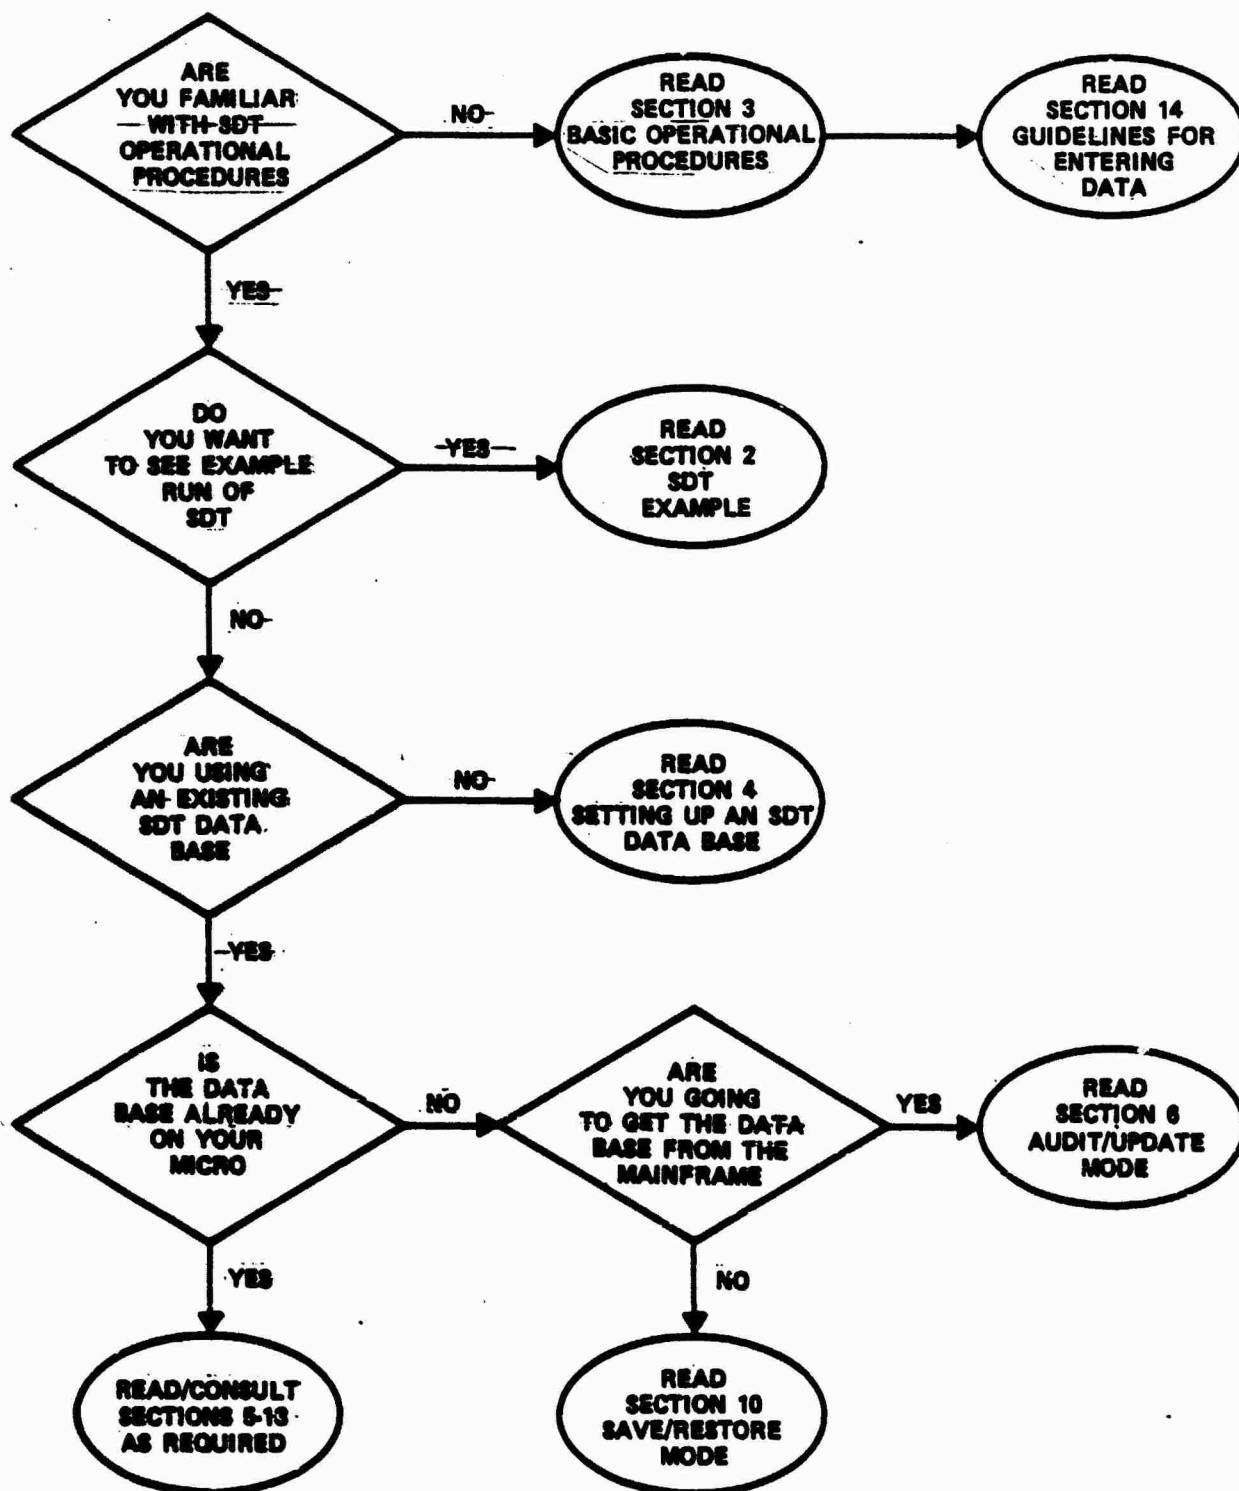 ARE
YOU FAMILIAR
WITH SDT
OPERATIONAL
PROCEDURES
NO
READ
SECTION 3
BASIC OPERATIONAL
PROCEDURES
READ
SECTION 14
GUIDELINES FOR
ENTERING
DATA
YES
DO
YOU WANT
TO SEE EXAMPLE
RUN OF
SDT
YES
READ
SECTION 2
SDT
EXAMPLE
NO
ARE
YOU USING
AN EXISTING
SDT DATA
BASE
NO
READ
SECTION 4
SETTING UP AN SDT
DATA BASE
YES
IS
THE DATA
BASE ALREADY
ON YOUR
MICRO
NO
ARE
YOU GOING
TO GET THE DATA
BASE FROM THE
MAINFRAME
YES
READ
SECTION 6
AUDIT/UPDATE
MODE
YES
NO
READ/CONSULT
SECTIONS 5-13
AS REQUIRED
READ
SECTION 10
SAVE/RESTORE
MODE